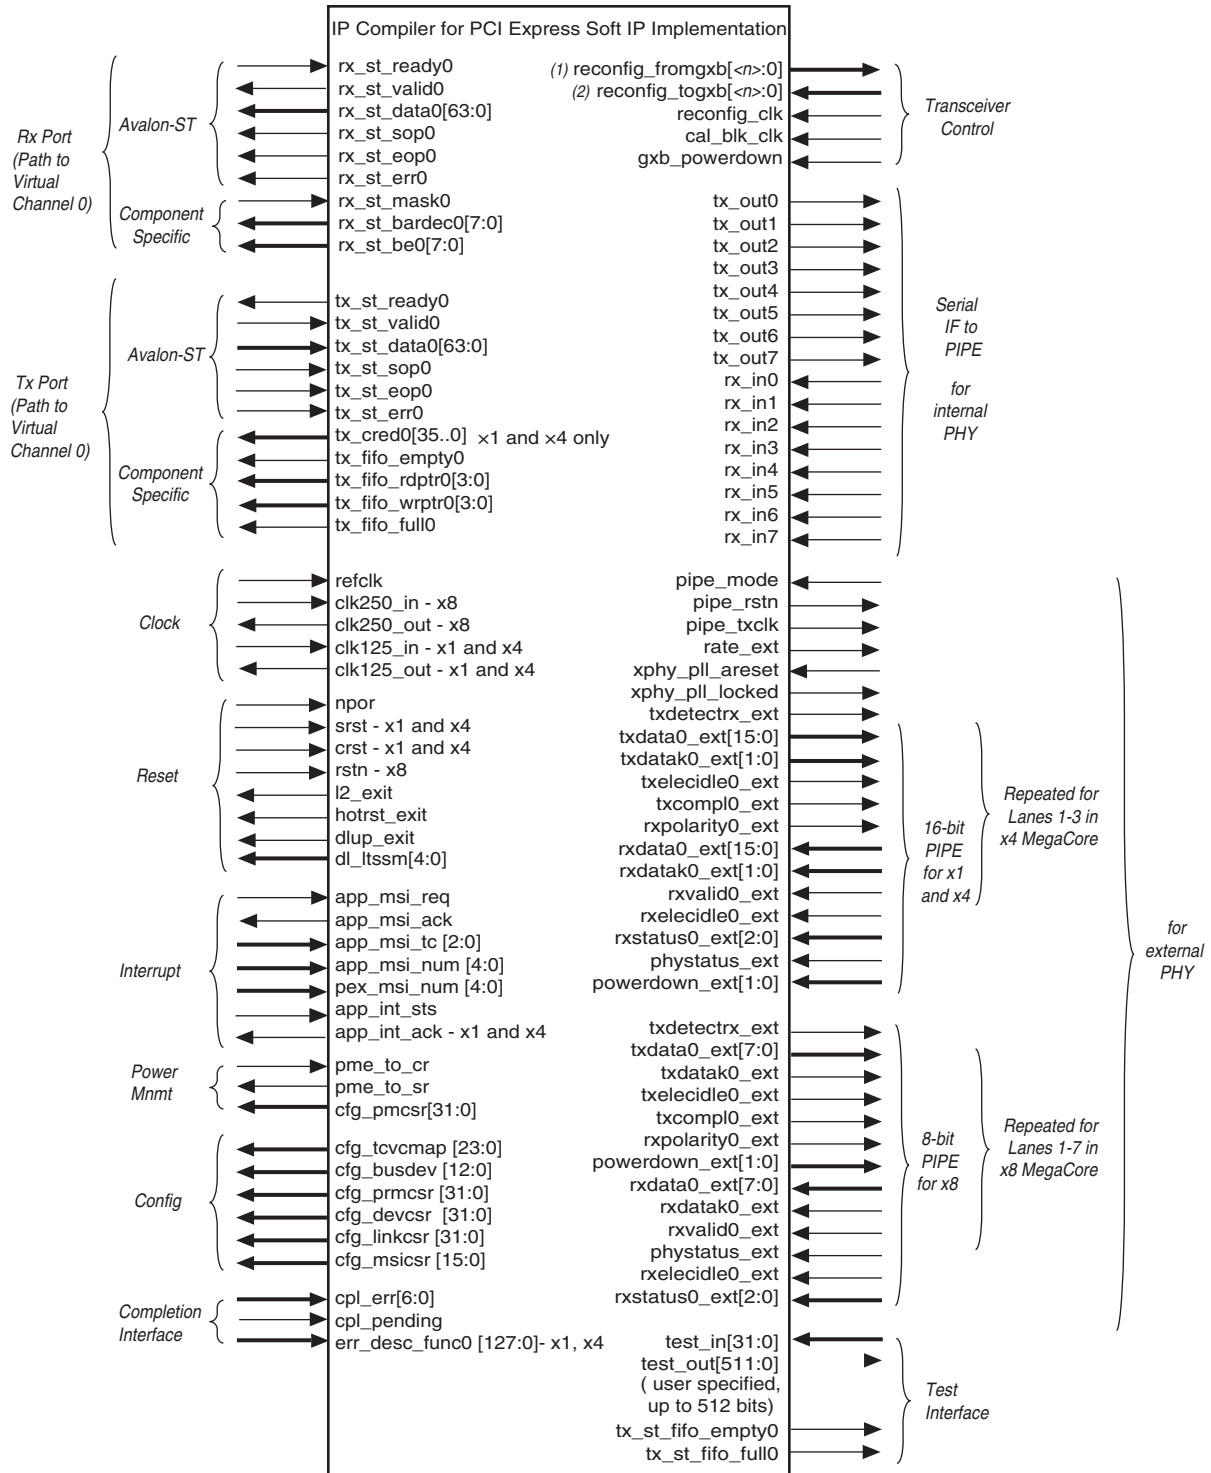 IP Compiler for PCI Express Soft IP Implementation
Rx Port
(Path to
Virtual
Channel 0)
Avalon-ST
rx_st_ready0
rx_st_valid0
rx_st_data0[63:0]
rx_st_sop0
rx_st_eop0
rx_st_err0
Component
Specific
rx_st_mask0
rx_st_bardec0[7:0]
rx_st_be0[7:0]
Tx Port
(Path to
Virtual
Channel 0)
Avalon-ST
tx_st_ready0
tx_st_valid0
tx_st_data0[63:0]
tx_st_sop0
tx_st_eop0
tx_st_err0
Component
Specific
tx_cred0[35..0] ×1 and ×4 only
tx_fifo_empty0
tx_fifo_rdptr0[3:0]
tx_fifo_wrptr0[3:0]
tx_fifo_full0
Clock
refclk
clk250_in - x8
clk250_out - x8
clk125_in - x1 and x4
clk125_out - x1 and x4
Reset
npor
srst - x1 and x4
crst - x1 and x4
rstn - x8
l2_exit
hotrst_exit
dlup_exit
dl_ltssm[4:0]
Interrupt
app_msi_req
app_msi_ack
app_msi_tc [2:0]
app_msi_num [4:0]
pex_msi_num [4:0]
app_int_sts
app_int_ack - x1 and x4
Power
Mnmt
pme_to_cr
pme_to_sr
cfg_pmcsr[31:0]
Config
cfg_tcvcmap [23:0]
cfg_busdev [12:0]
cfg_prmcsr [31:0]
cfg_devcsr [31:0]
cfg_linkcsr [31:0]
cfg_msicsr [15:0]
Completion
Interface
cpl_err[6:0]
cpl_pending
err_desc_func0 [127:0]- x1, x4
(1) reconfig_fromgxb[<n>:0]
(2) reconfig_togxb[<n>:0]
reconfig_clk
cal_blk_clk
gxb_powerdown
Transceiver
Control
tx_out0
tx_out1
tx_out2
tx_out3
tx_out4
tx_out5
tx_out6
tx_out7
rx_in0
rx_in1
rx_in2
rx_in3
rx_in4
rx_in5
rx_in6
rx_in7
Serial
IF to
PIPE
for
internal
PHY
pipe_mode
pipe_rstn
pipe_txclk
rate_ext
xphy_pll_areset
xphy_pll_locked
txdetectrx_ext
txdata0_ext[15:0]
txdatak0_ext[1:0]
txelecidle0_ext
txcompl0_ext
rxpolarity0_ext
rxdata0_ext[15:0]
rxdatak0_ext[1:0]
rxvalid0_ext
rxelecidle0_ext
rxstatus0_ext[2:0]
phystatus_ext
powerdown_ext[1:0]
16-bit
PIPE
for x1
and x4
Repeated for
Lanes 1-3 in
x4 MegaCore
for
external
PHY
txdetectrx_ext
txdata0_ext[7:0]
txdatak0_ext
txelecidle0_ext
txcompl0_ext
rxpolarity0_ext
powerdown_ext[1:0]
rxdata0_ext[7:0]
rxdatak0_ext
rxvalid0_ext
phystatus_ext
rxelecidle0_ext
rxstatus0_ext[2:0]
8-bit
PIPE
for x8
Repeated for
Lanes 1-7 in
x8 MegaCore
test_in[31:0]
test_out[511:0]
( user specified,
up to 512 bits)
tx_st_fifo_empty0
tx_st_fifo_full0
Test
Interface